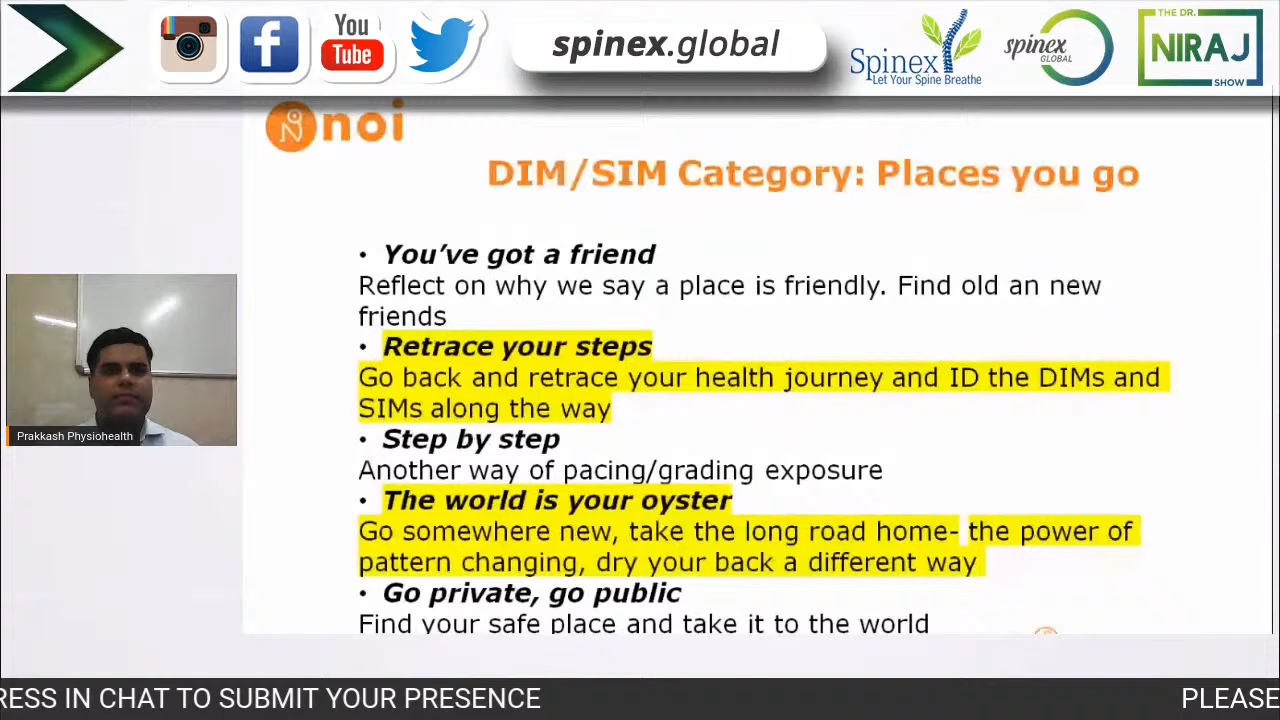 You
Tube
spinex.global
Spinex
Let Your Spine Breathe
spinex
GLOBAL
THE DR.
NIRAJ
SHOW
noi
DIM/SIM Category: Places you go
• You've got a friend
Reflect on why we say a place is friendly. Find old an new
friends
• Retrace your steps
Go back and retrace your health journey and ID the DIMs and
SIMs along the way
• Step by step
Another way of pacing/grading exposure
• The world is your oyster
Go somewhere new, take the long road home- the power of
pattern changing, dry your back a different way
• Go private, go public
Find your safe place and take it to the world
Prakkash Physiohealth
RESS IN CHAT TO SUBMIT YOUR PRESENCE
PLEASE